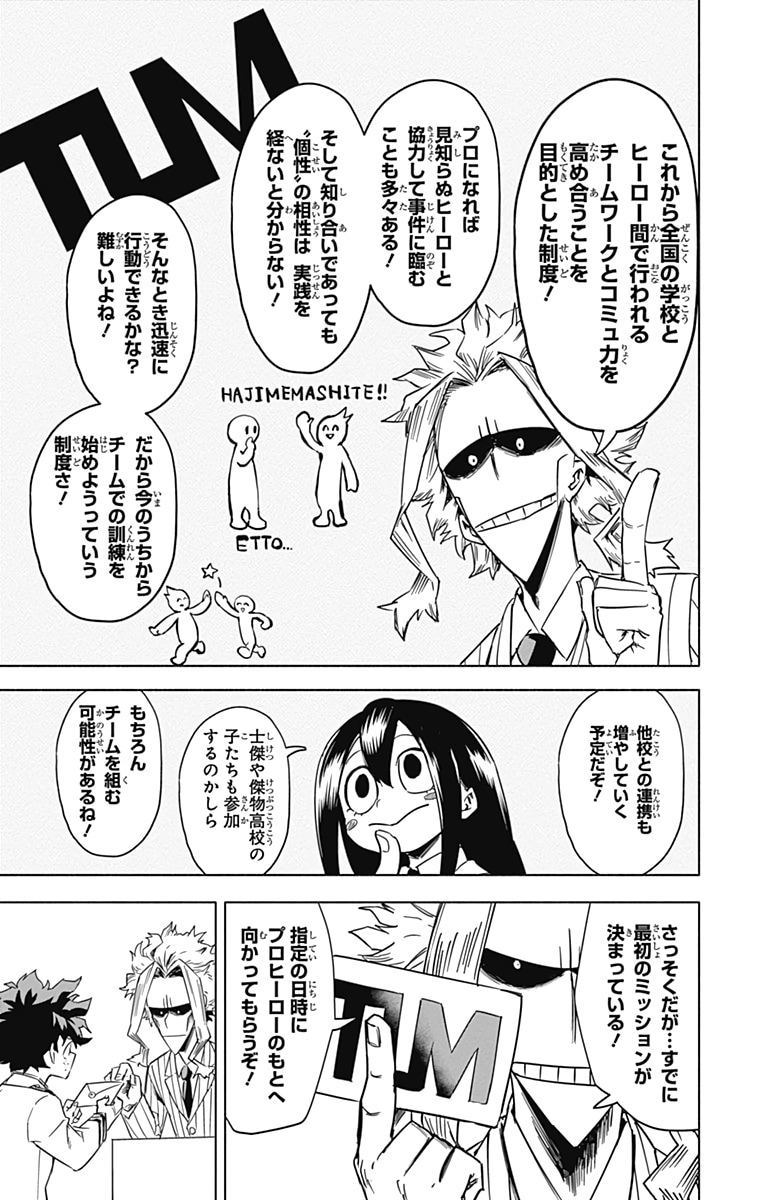 TUM
これから全国の学校と
ヒーロー間で行われる
チームワークとコミュ力を
高め合うことを
目的とした制度!
プロになれば
見知らぬヒーローと
協力して事件に臨む
ことも多々ある!
そして知り合いであっても
〝個性〟の相性は 実践を
経ないと分からない!
そんなとき迅速に
行動できるかな?
難しいよね!
だから今のうちから
チームでの訓練を
始めようっていう
制度さ!
HAJIMEMASHITE!!
ETTO...
他校との連携も
増やしていく
予定だぞ!
士傑や傑物高校の
子たちも参加
するのかしら
もちろん
チームを組む
可能性があるね!
さっそくだが…すでに
最初のミッションが
決まっている!
TUM
指定の日時に
プロヒーローのもとへ
向かってもらうぞ!